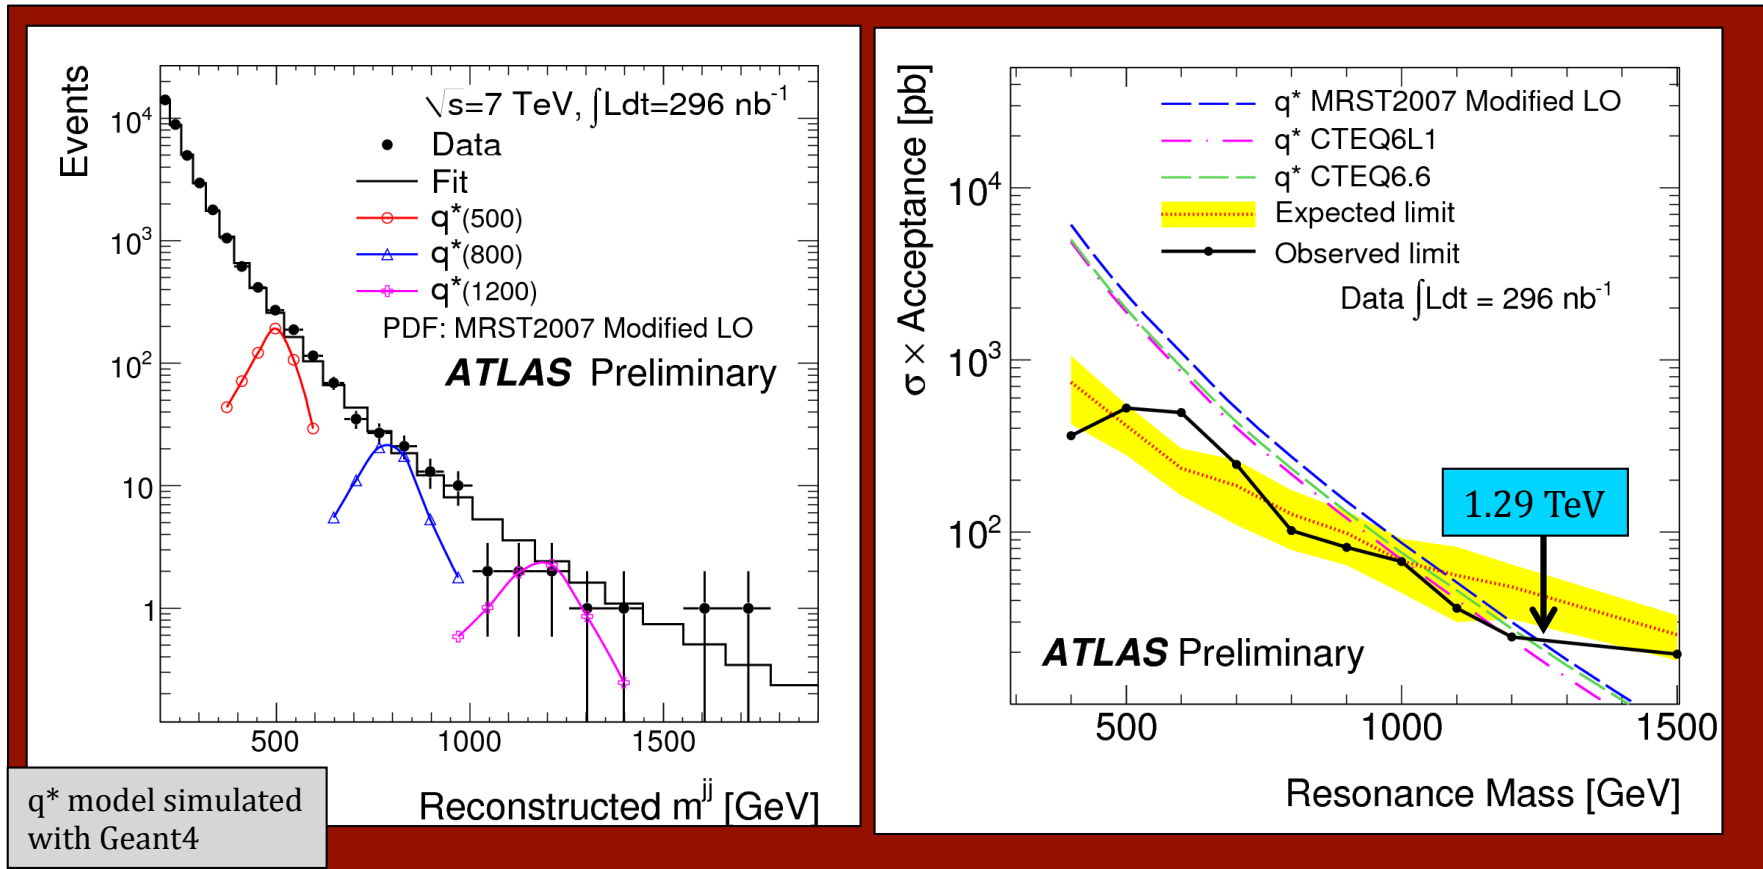 Events
10⁴
10³
10²
10
1
√s=7 TeV, ∫Ldt=296 nb⁻¹
Data
Fit
q*(500)
q*(800)
q*(1200)
PDF: MRST2007 Modified LO
ATLAS Preliminary
500
1000
1500
Reconstructed m^jj [GeV]
q* model simulated
with Geant4
σ × Acceptance [pb]
10⁴
10³
10²
q* MRST2007 Modified LO
q* CTEQ6L1
q* CTEQ6.6
Expected limit
Observed limit
Data ∫Ldt = 296 nb⁻¹
1.29 TeV
ATLAS Preliminary
500
1000
1500
Resonance Mass [GeV]